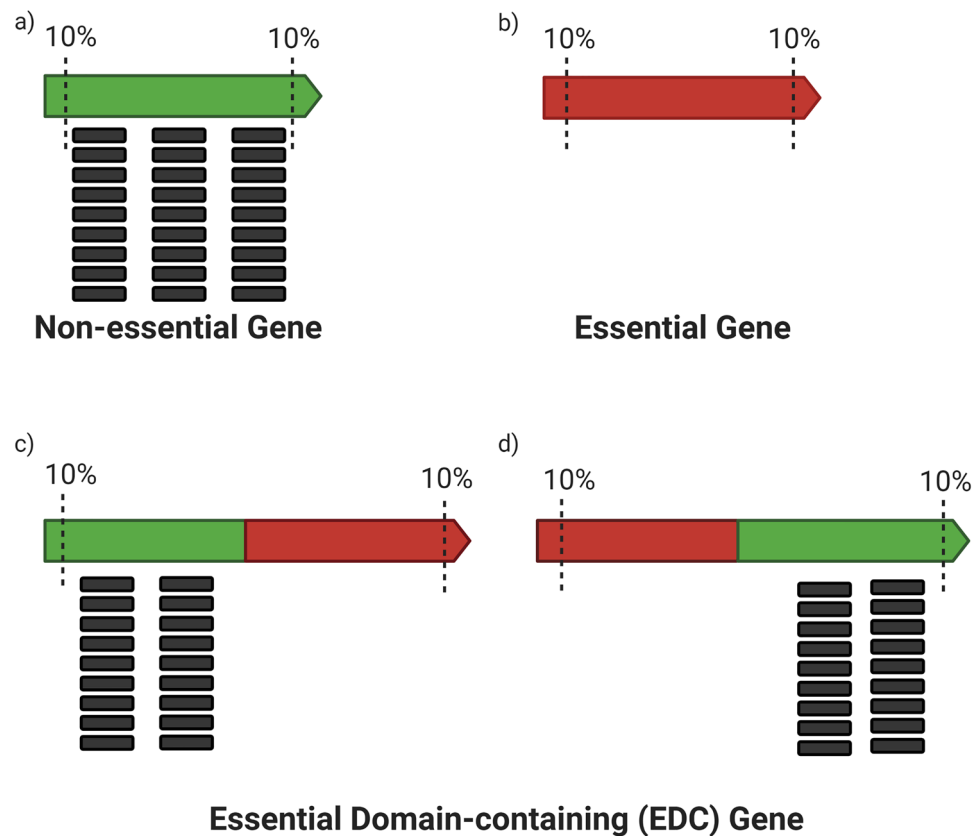 a)
10% 10%
Non-essential Gene
b)
10% 10%
Essential Gene
c)
10% 10%
d)
10% 10%
Essential Domain-containing (EDC) Gene